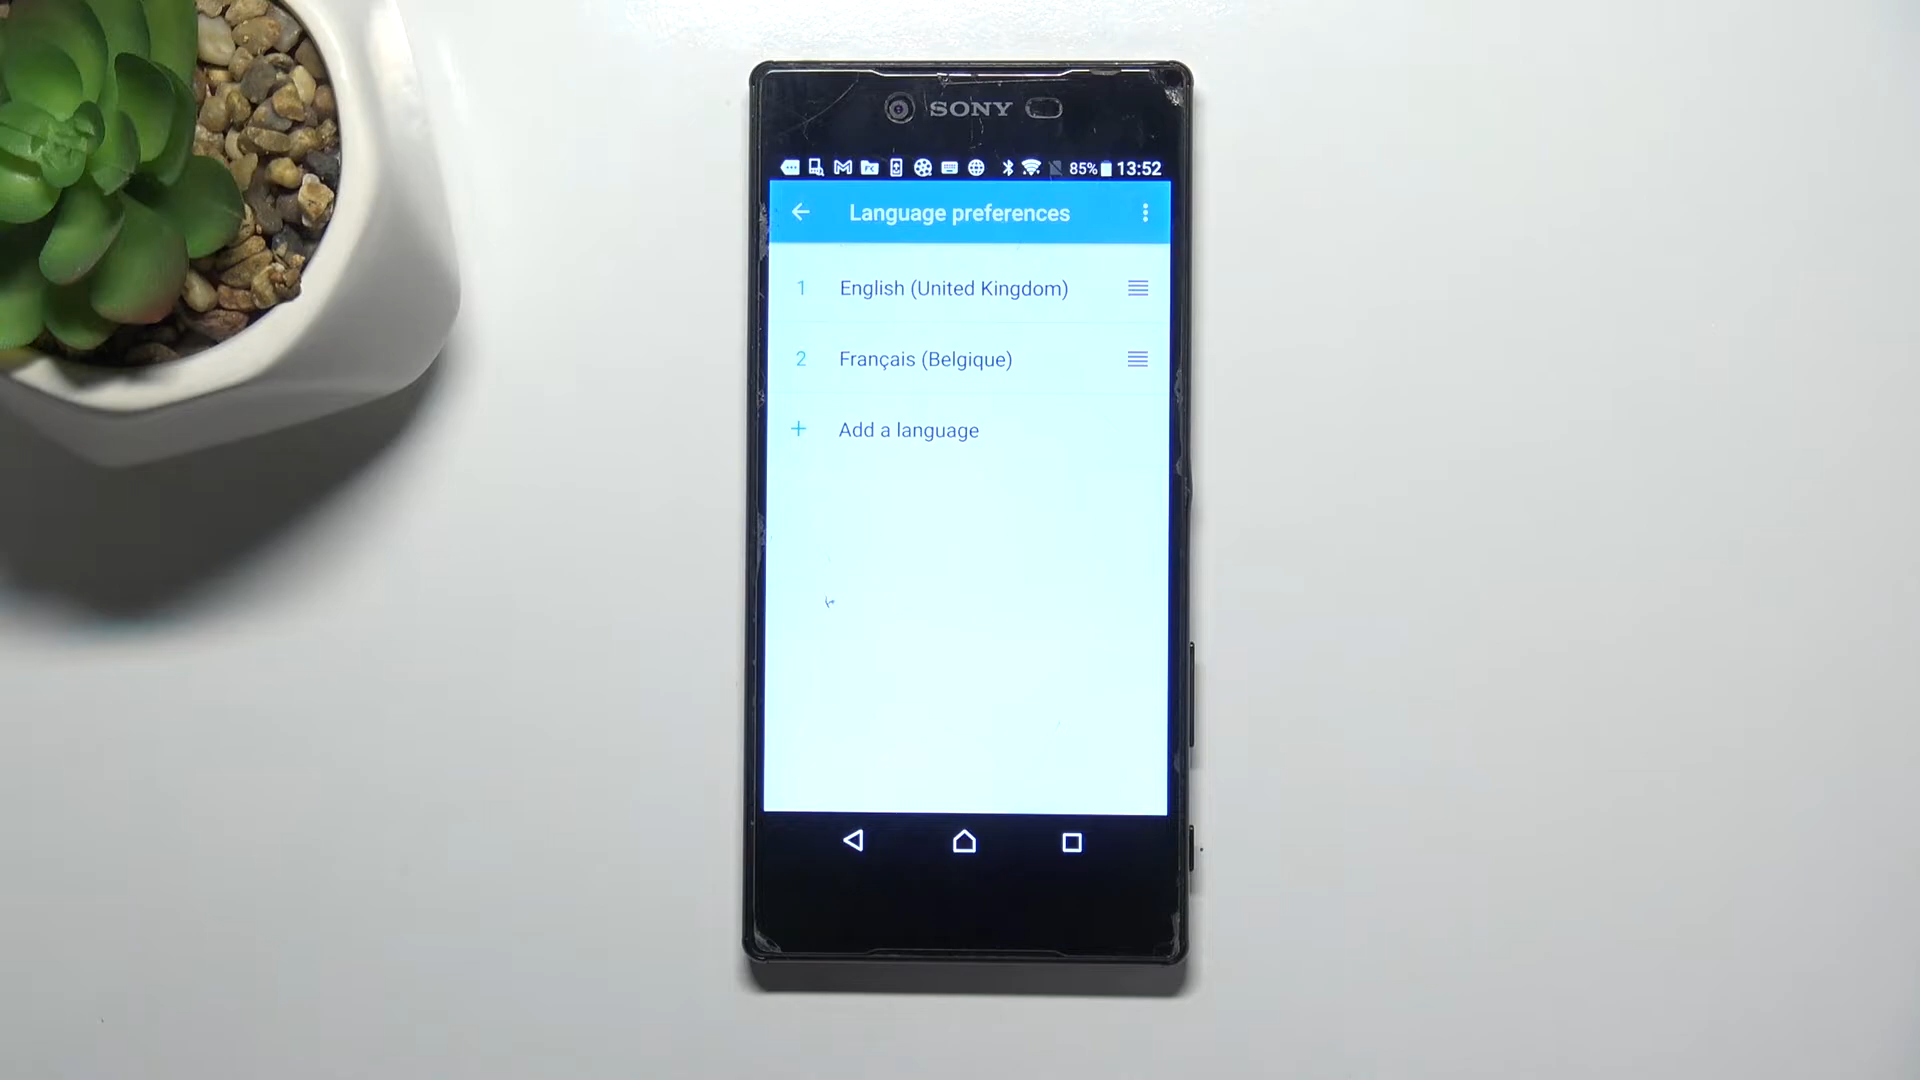 SONY
85% 13:52
Language preferences
1 English (United Kingdom)
2 Français (Belgique)
+ Add a language